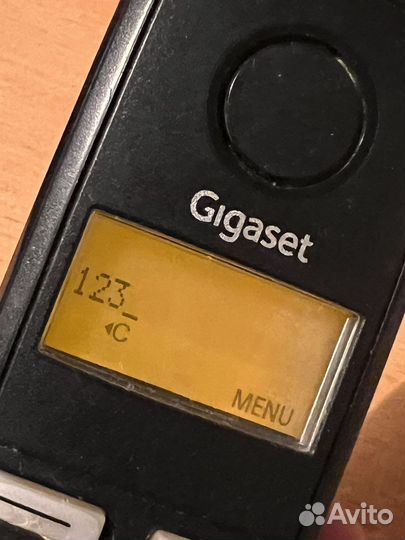 Gigaset
123_
◂C
MENU
Avito